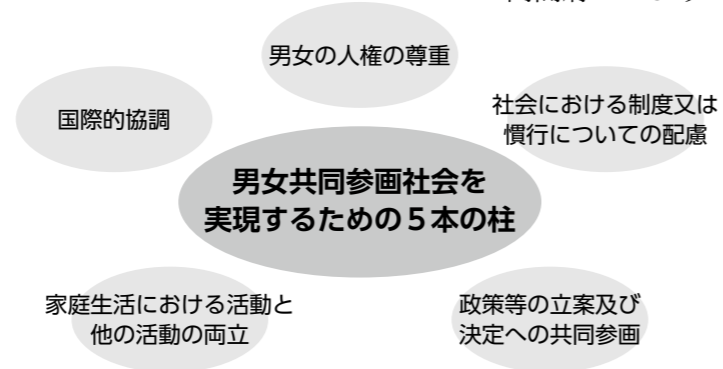 男女の人権の尊重
国際的協調
社会における制度又は
慣行についての配慮
男女共同参画社会を
実現するための5本の柱
家庭生活における活動と
他の活動の両立
政策等の立案及び
決定への共同参画